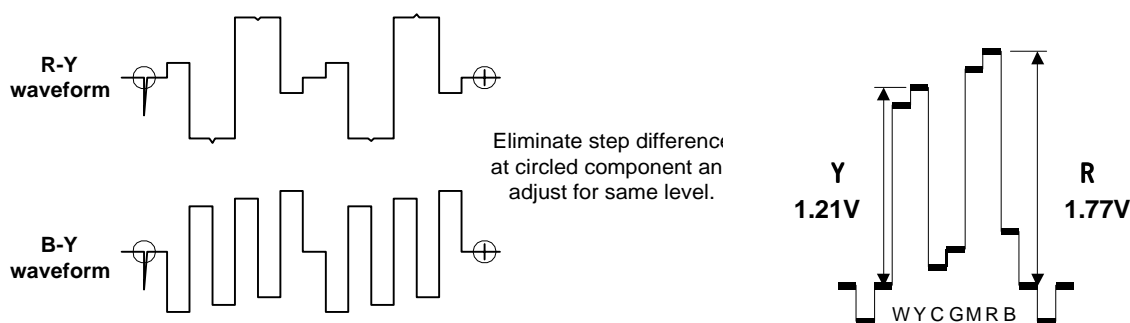 R-Y
waveform
Eliminate step differenc
at circled component an
adjust for same level.
B-Y
waveform
Y
1.21V
R
1.77V
W Y C G M R B